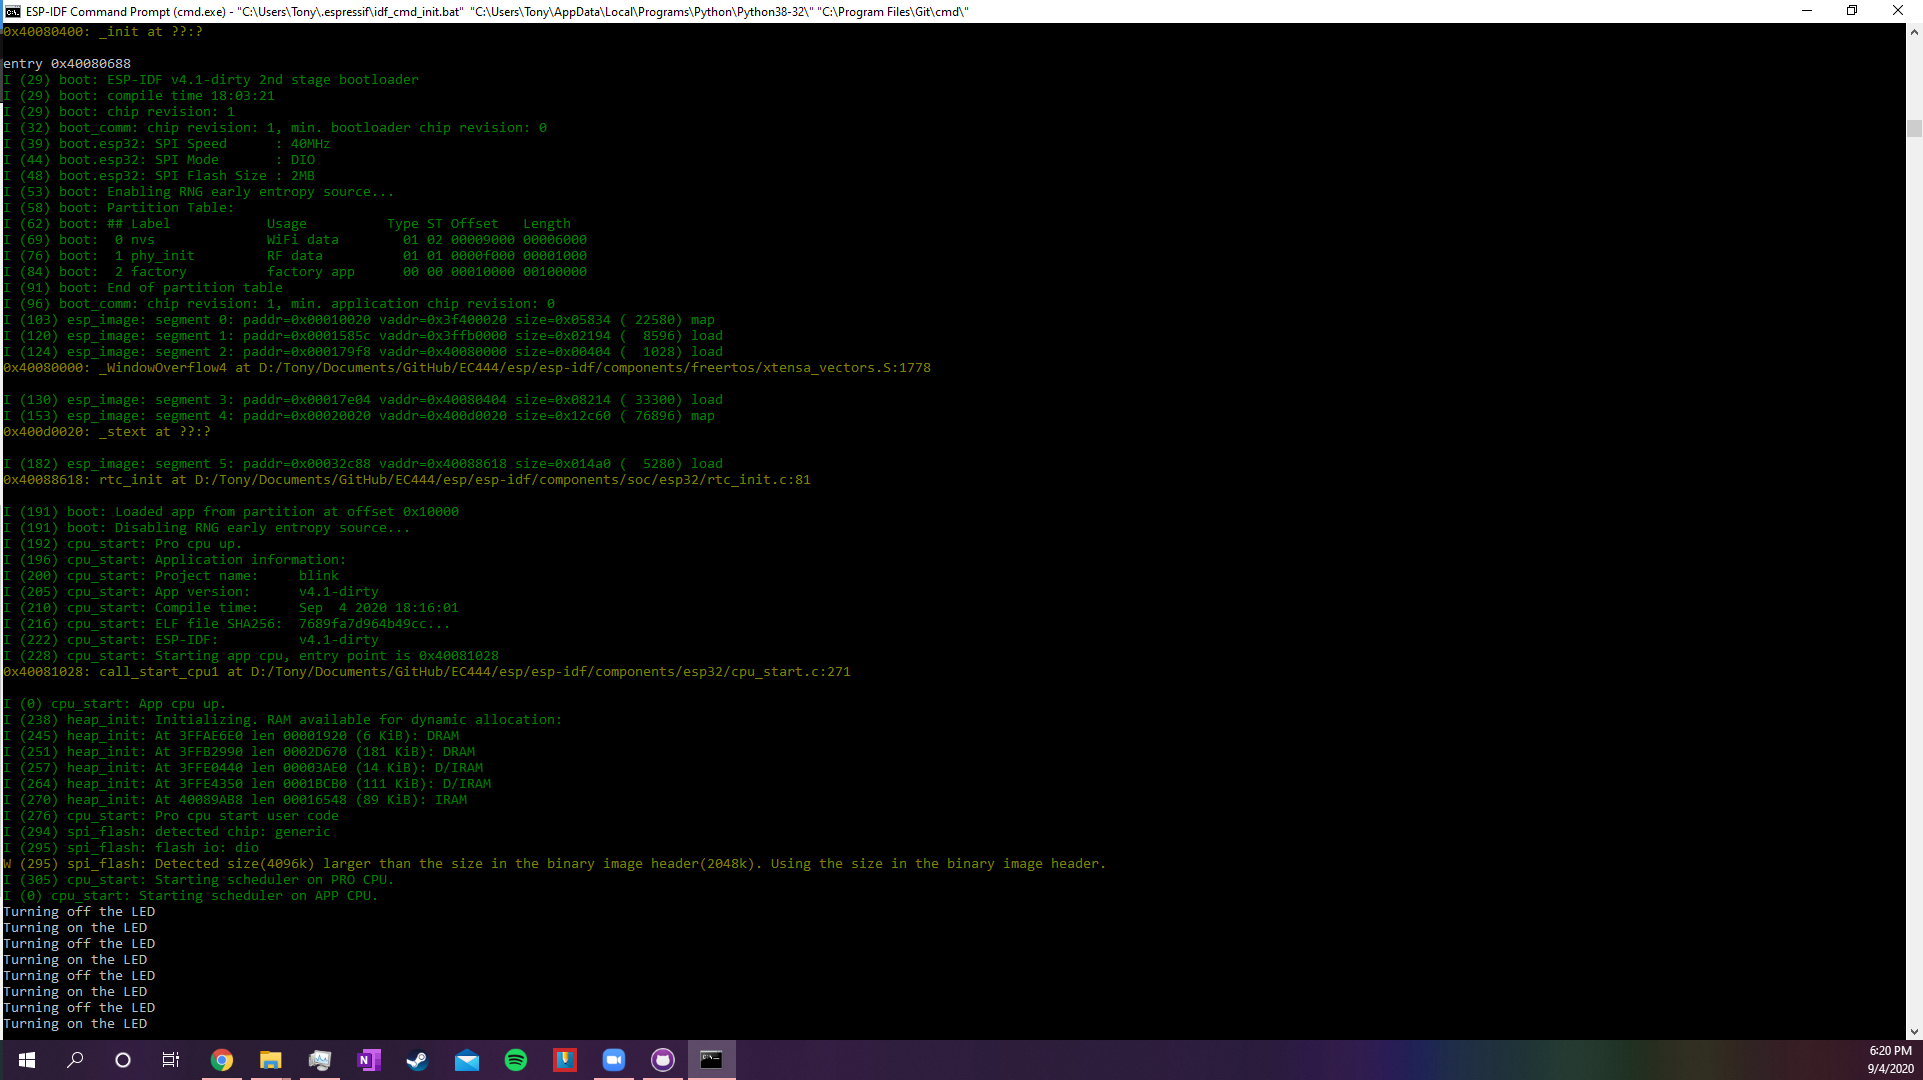 ESP-IDF Command Prompt (cmd.exe) - "C:\Users\Tony\.espressif\idf_cmd_init.bat"  "C:\Users\Tony\AppData\Local\Programs\Python\Python38-32\" "C:\Program Files\Git\cmd\"
0x40080400: _init at ??:?
entry 0x40080688
I (29) boot: ESP-IDF v4.1-dirty 2nd stage bootloader
I (29) boot: compile time 18:03:21
I (29) boot: chip revision: 1
I (32) boot_comm: chip revision: 1, min. bootloader chip revision: 0
I (39) boot.esp32: SPI Speed      : 40MHz
I (44) boot.esp32: SPI Mode       : DIO
I (48) boot.esp32: SPI Flash Size : 2MB
I (53) boot: Enabling RNG early entropy source...
I (58) boot: Partition Table:
I (62) boot: ## Label            Usage          Type ST Offset   Length
I (69) boot:  0 nvs              WiFi data        01 02 00009000 00006000
I (76) boot:  1 phy_init         RF data          01 01 0000f000 00001000
I (84) boot:  2 factory          factory app      00 00 00010000 00100000
I (91) boot: End of partition table
I (96) boot_comm: chip revision: 1, min. application chip revision: 0
I (103) esp_image: segment 0: paddr=0x00010020 vaddr=0x3f400020 size=0x05834 ( 22580) map
I (120) esp_image: segment 1: paddr=0x0001585c vaddr=0x3ffb0000 size=0x02194 (  8596) load
I (124) esp_image: segment 2: paddr=0x000179f8 vaddr=0x40080000 size=0x00404 (  1028) load
0x40080000: _WindowOverflow4 at D:/Tony/Documents/GitHub/EC444/esp/esp-idf/components/freertos/xtensa_vectors.S:1778
I (130) esp_image: segment 3: paddr=0x00017e04 vaddr=0x40080404 size=0x08214 ( 33300) load
I (153) esp_image: segment 4: paddr=0x00020020 vaddr=0x400d0020 size=0x12c60 ( 76896) map
0x400d0020: _stext at ??:?
I (182) esp_image: segment 5: paddr=0x00032c88 vaddr=0x40088618 size=0x014a0 (  5280) load
0x40088618: rtc_init at D:/Tony/Documents/GitHub/EC444/esp/esp-idf/components/soc/esp32/rtc_init.c:81
I (191) boot: Loaded app from partition at offset 0x10000
I (191) boot: Disabling RNG early entropy source...
I (192) cpu_start: Pro cpu up.
I (196) cpu_start: Application information:
I (200) cpu_start: Project name:     blink
I (205) cpu_start: App version:      v4.1-dirty
I (210) cpu_start: Compile time:     Sep  4 2020 18:16:01
I (216) cpu_start: ELF file SHA256:  7689fa7d964b49cc...
I (222) cpu_start: ESP-IDF:          v4.1-dirty
I (228) cpu_start: Starting app cpu, entry point is 0x40081028
0x40081028: call_start_cpu1 at D:/Tony/Documents/GitHub/EC444/esp/esp-idf/components/esp32/cpu_start.c:271
I (0) cpu_start: App cpu up.
I (238) heap_init: Initializing. RAM available for dynamic allocation:
I (245) heap_init: At 3FFAE6E0 len 00001920 (6 KiB): DRAM
I (251) heap_init: At 3FFB2990 len 0002D670 (181 KiB): DRAM
I (257) heap_init: At 3FFE0440 len 00003AE0 (14 KiB): D/IRAM
I (264) heap_init: At 3FFE4350 len 0001BCB0 (111 KiB): D/IRAM
I (270) heap_init: At 40089AB8 len 00016548 (89 KiB): IRAM
I (276) cpu_start: Pro cpu start user code
I (294) spi_flash: detected chip: generic
I (295) spi_flash: flash io: dio
W (295) spi_flash: Detected size(4096k) larger than the size in the binary image header(2048k). Using the size in the binary image header.
I (305) cpu_start: Starting scheduler on PRO CPU.
I (0) cpu_start: Starting scheduler on APP CPU.
Turning off the LED
Turning on the LED
Turning off the LED
Turning on the LED
Turning off the LED
Turning on the LED
Turning off the LED
Turning on the LED
6:20 PM
9/4/2020